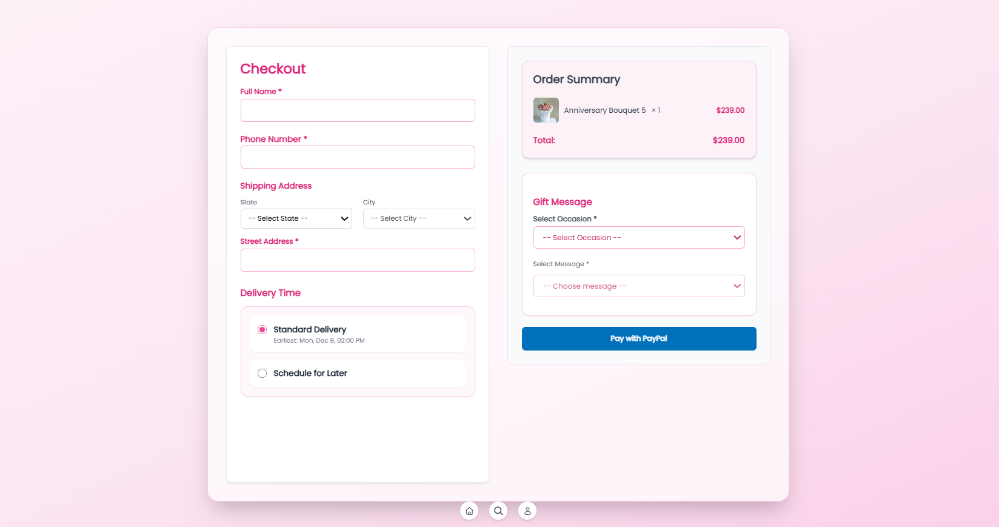 Checkout
Full Name *
Phone Number *
Shipping Address
State City
-- Select State -- -- Select City --
Street Address *
Delivery Time
Standard Delivery
Earliest: Mon, Dec 8, 02:00 PM
Schedule for Later
Order Summary
Anniversary Bouquet 5 × 1 $239.00
Total: $239.00
Gift Message
Select Occasion *
-- Select Occasion --
Select Message *
-- Choose message --
Pay with PayPal